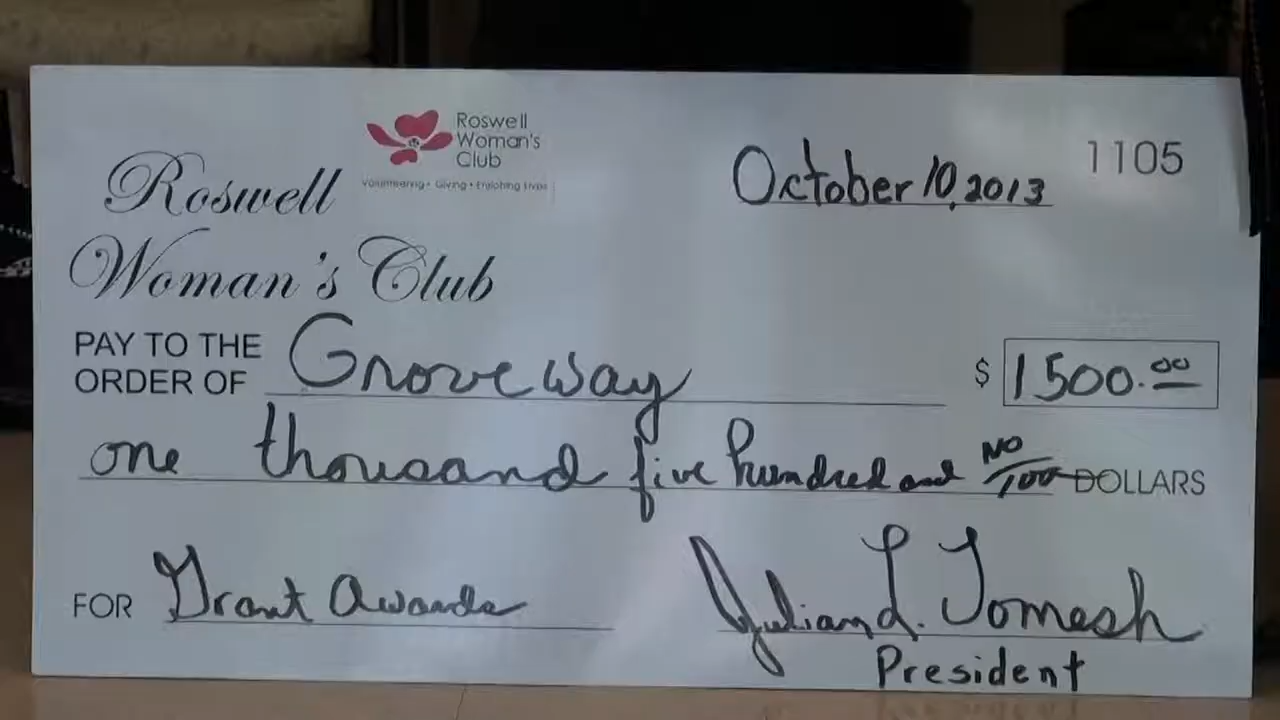 Roswell
Woman's
Club
Volunteering • Giving • Enriching Lives
Roswell
Woman's Club
October 10, 2013
1105
PAY TO THE
ORDER OF Groveway
$ 1500.00
one thousand five hundred and NO/100 DOLLARS
FOR Grant Awards
L. Tomesh
President